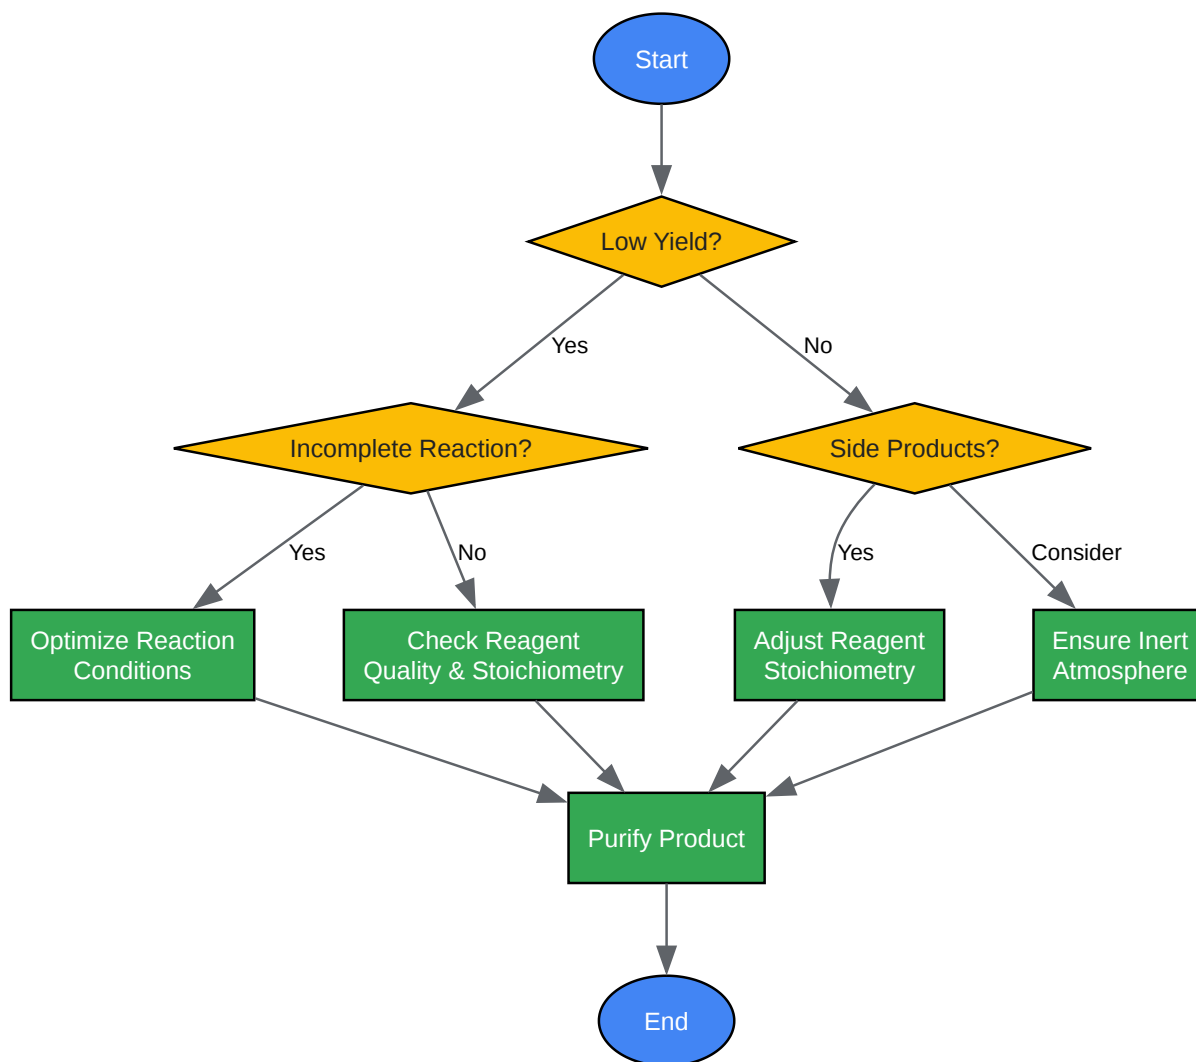 Start
Low Yield?
Yes
No
Incomplete Reaction?
Side Products?
Yes
No
Yes
Consider
Optimize Reaction
Conditions
Check Reagent
Quality & Stoichiometry
Adjust Reagent
Stoichiometry
Ensure Inert
Atmosphere
Purify Product
End